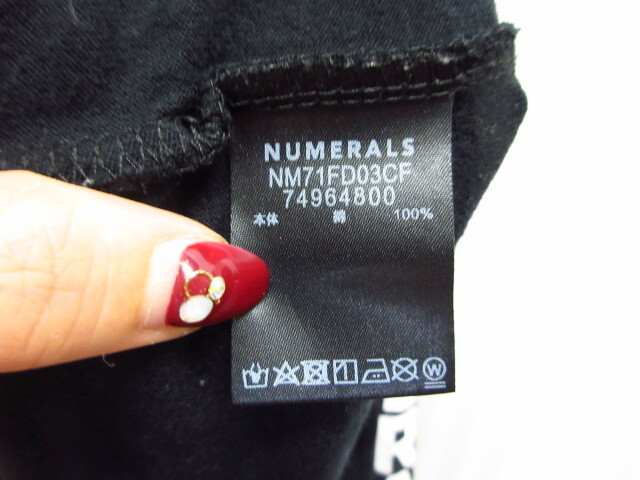 NUMERALS
NM71FD03CF
74964800
本体 綿 100%
W
R